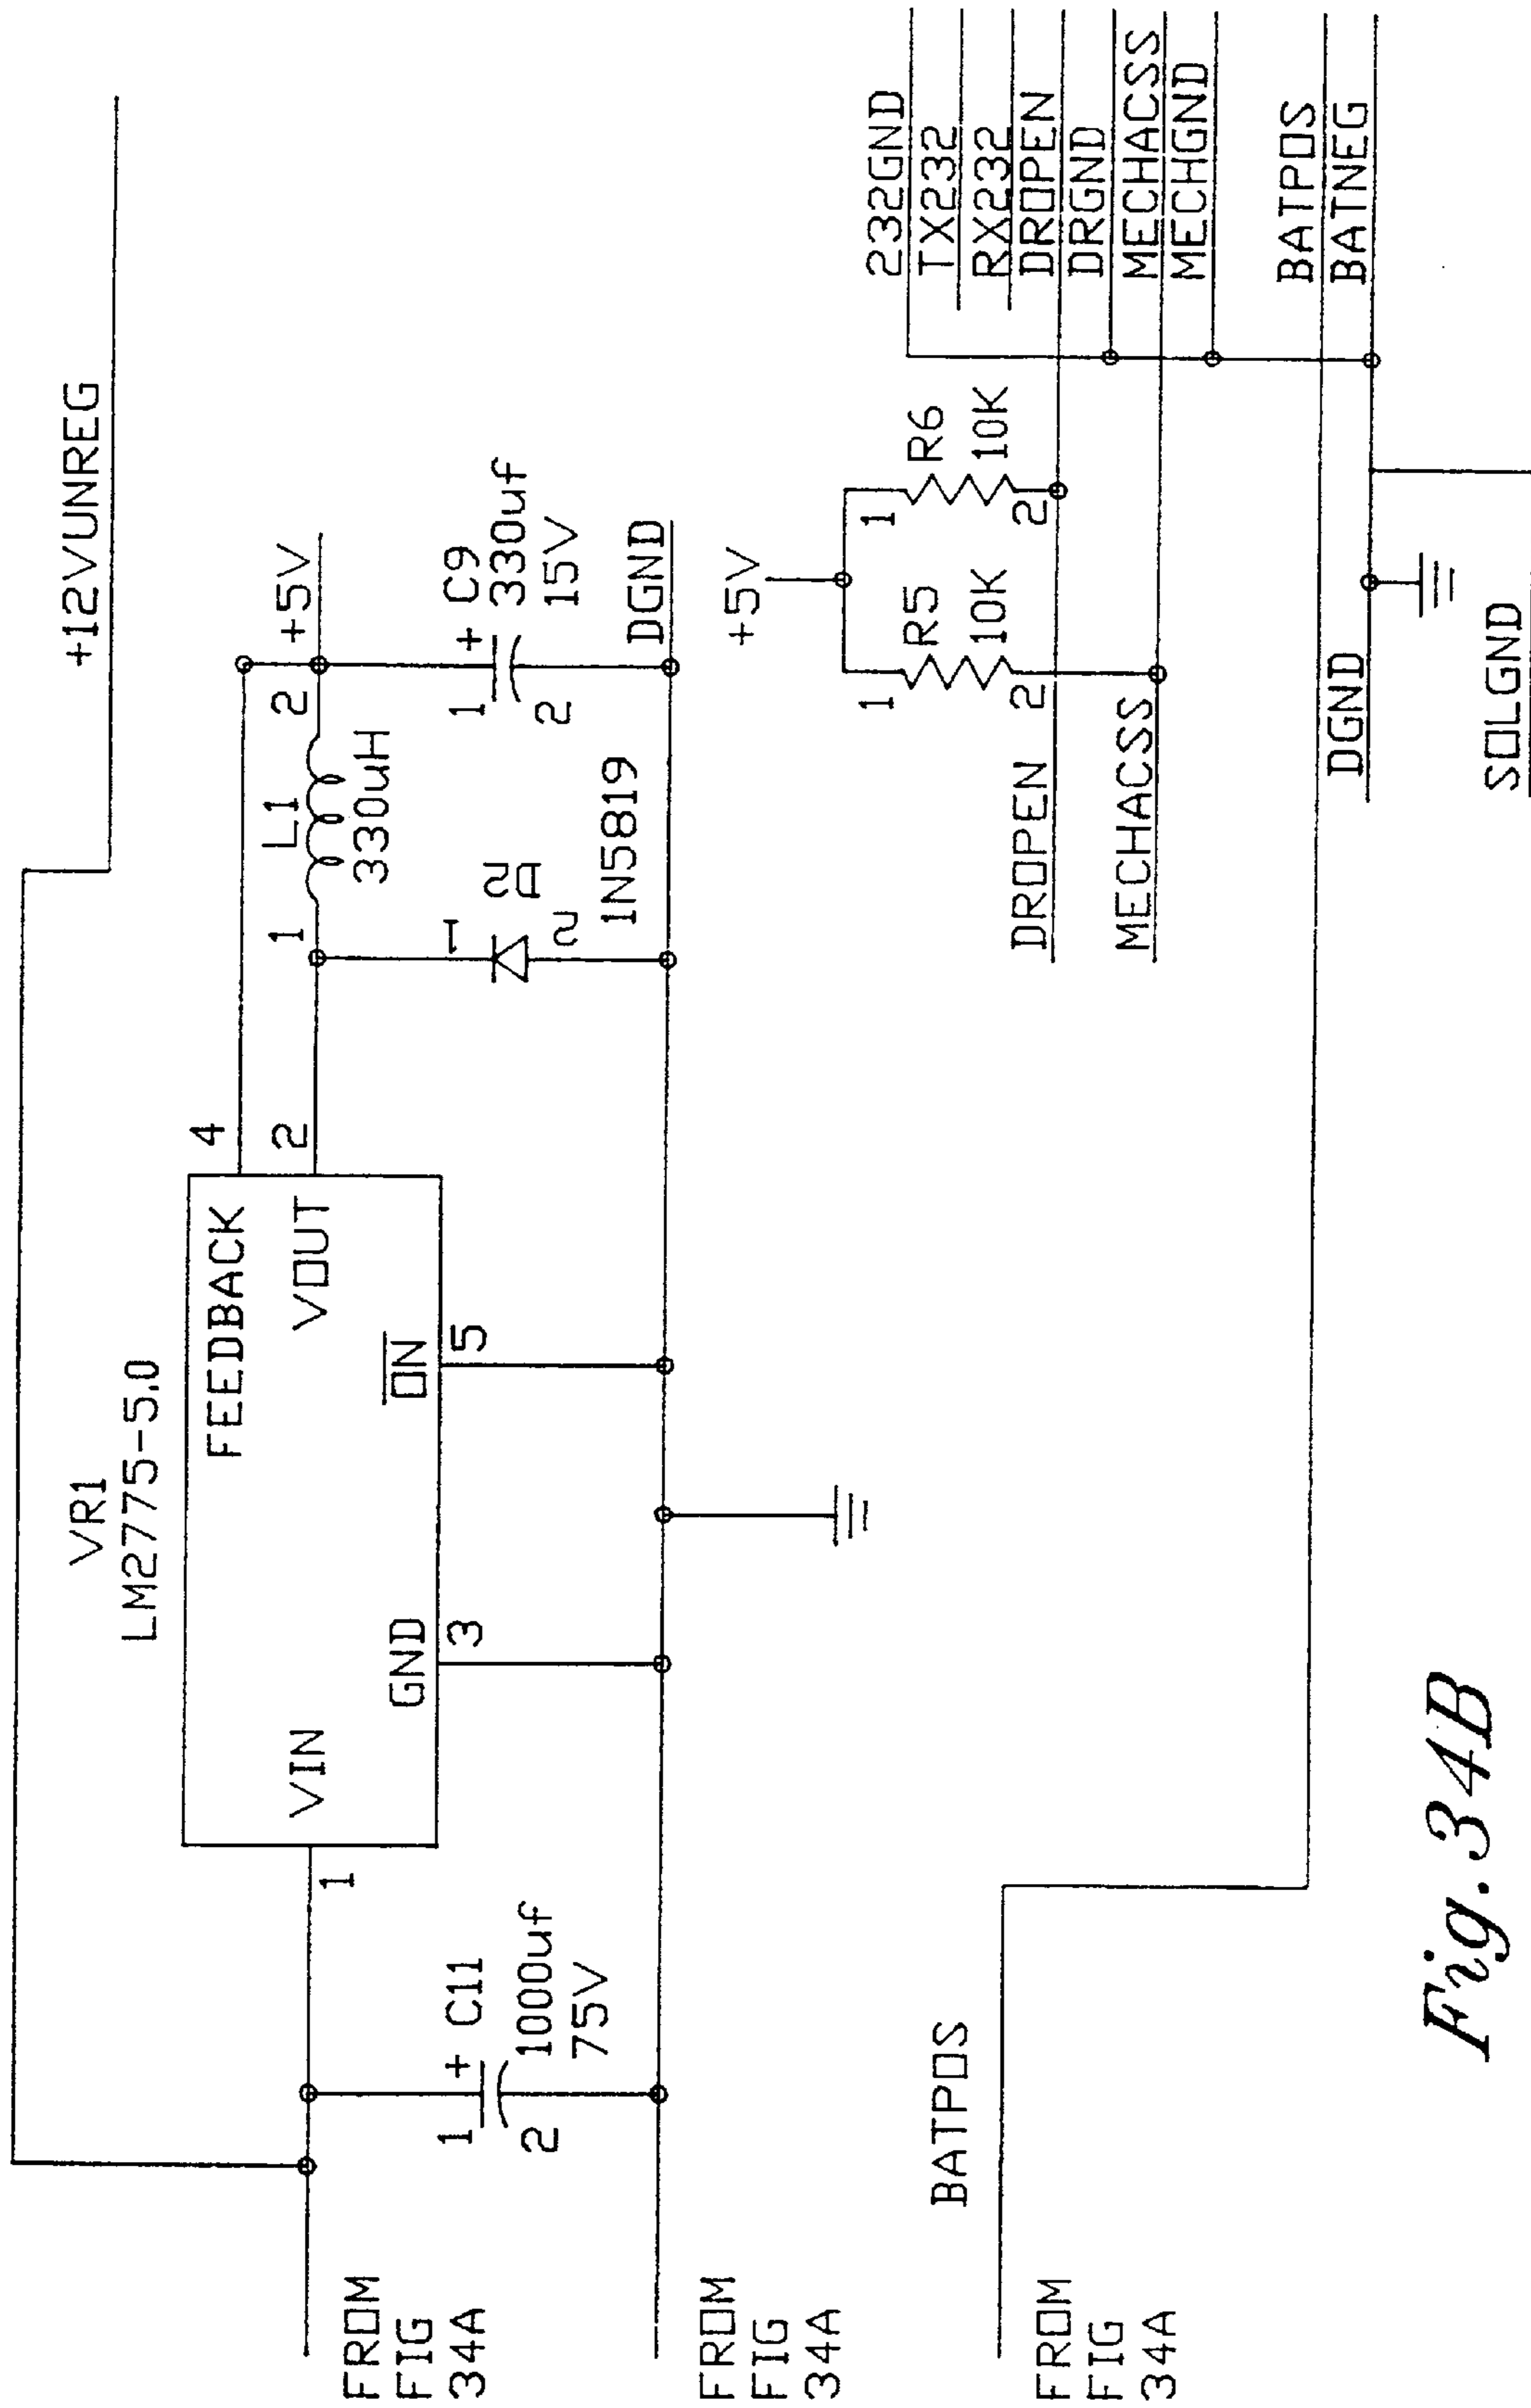 +12VUNREG
VR1
LM2775-5.0
FEEDBACK
4
VIN
VOUT
2
1
GND
3
ON
5
L1
1
2
330uH
+5V
1
+
C11
1000uf
75V
2
1
D2
2
1N5819
1
+
C9
330uf
15V
2
DGND
FROM
FIG
34A
FROM
FIG
34A
+5V
1
R5
10K
2
1
R6
10K
2
232GND
TX232
RX232
DROPEN
DRGND
MECHACSS
MECHGND
DROPEN
MECHACSS
BATPOS
FROM
FIG
34A
BATPOS
BATNEG
DGND
SOLGND
Fig. 34B